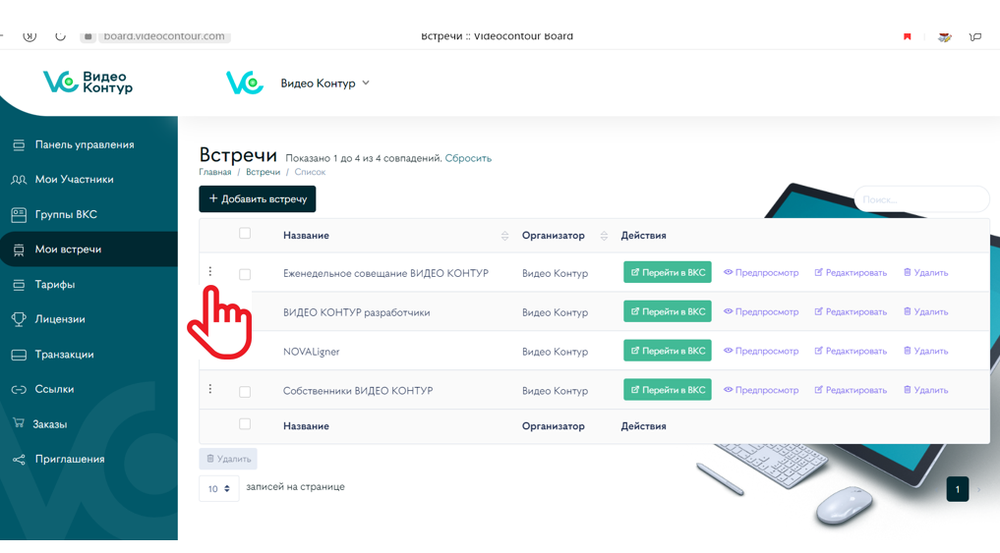 board.videocontour.com
Встречи :: Videocontour Board
Видео
Контур
Видео Контур
Панель управления
Мои Участники
Группы ВКС
Мои встречи
Тарифы
Лицензии
Транзакции
Ссылки
Заказы
Приглашения
Встречи Показано 1 до 4 из 4 совпадений. Сбросить
Главная / Встречи / Список
+ Добавить встречу
Поиск...
Название Организатор Действия
Еженедельное совещание ВИДЕО КОНТУР Видео Контур Перейти в ВКС Предпросмотр Редактировать Удалить
ВИДЕО КОНТУР разработчики Видео Контур Перейти в ВКС Предпросмотр Редактировать Удалить
NOVALigner Видео Контур Перейти в ВКС Предпросмотр Редактировать Удалить
Собственники ВИДЕО КОНТУР Видео Контур Перейти в ВКС Предпросмотр Редактировать Удалить
Название Организатор Действия
Удалить
10 записей на странице
1